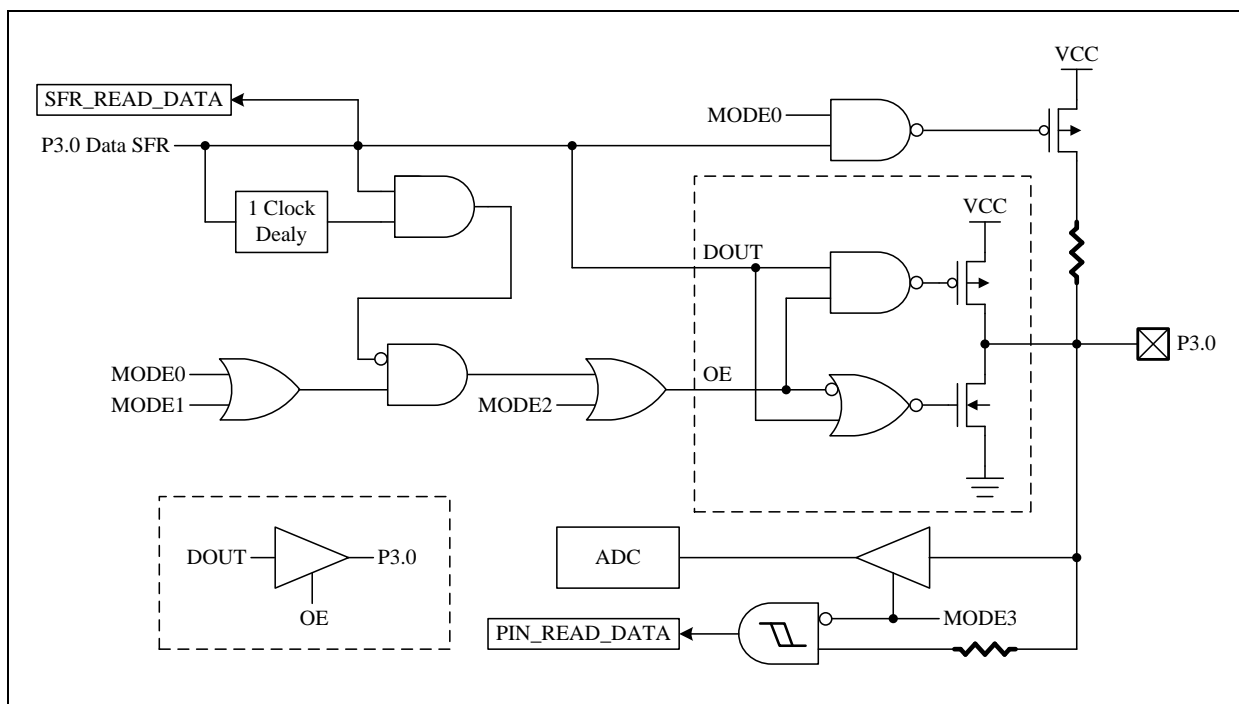 VCC
SFR_READ_DATA
MODE0
P3.0 Data SFR
1 Clock
Dealy
VCC
DOUT
P3.0
MODE0
MODE1
MODE2
OE
DOUT
P3.0
OE
ADC
MODE3
PIN_READ_DATA